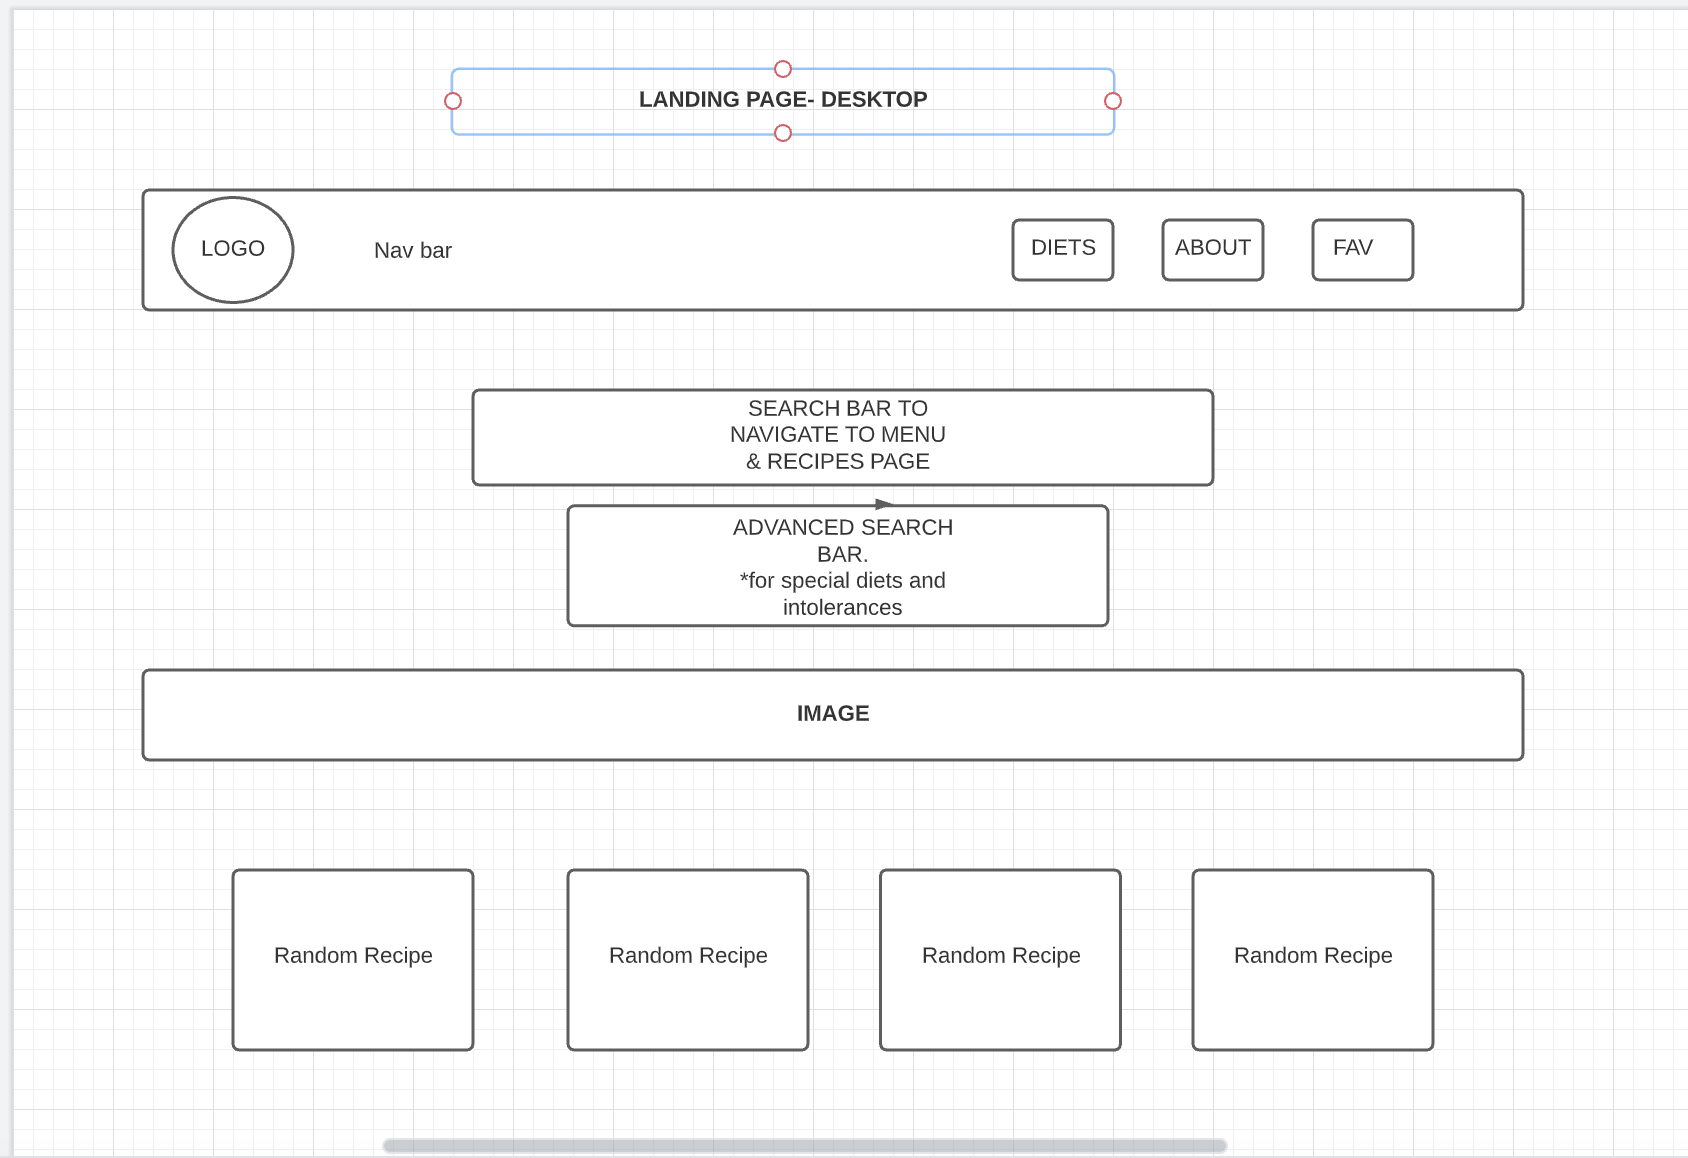 LANDING PAGE- DESKTOP
LOGO
Nav bar
DIETS
ABOUT
FAV
SEARCH BAR TO
NAVIGATE TO MENU
& RECIPES PAGE
ADVANCED SEARCH
BAR.
*for special diets and
intolerances
IMAGE
Random Recipe
Random Recipe
Random Recipe
Random Recipe